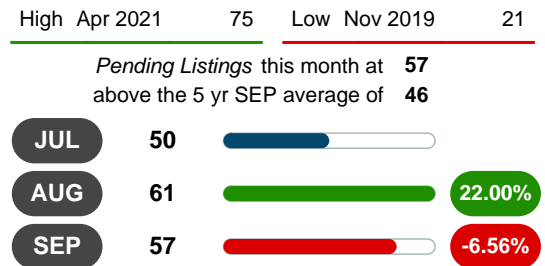 High Apr 2021 75 Low Nov 2019 21
Pending Listings this month at 57
above the 5 yr SEP average of 46
JUL 50
AUG 61 22.00%
SEP 57 -6.56%